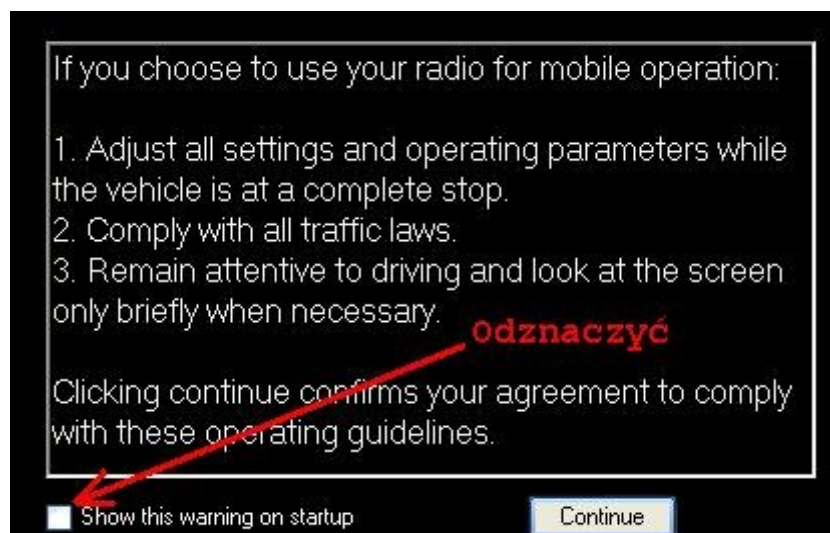 If you choose to use your radio for mobile operation:
1. Adjust all settings and operating parameters while
the vehicle is at a complete stop.
2. Comply with all traffic laws.
3. Remain attentive to driving and look at the screen
only briefly when necessary.
Odznaczyć
Clicking continue confirms your agreement to comply
with these operating guidelines.
Show this warning on startup
Continue